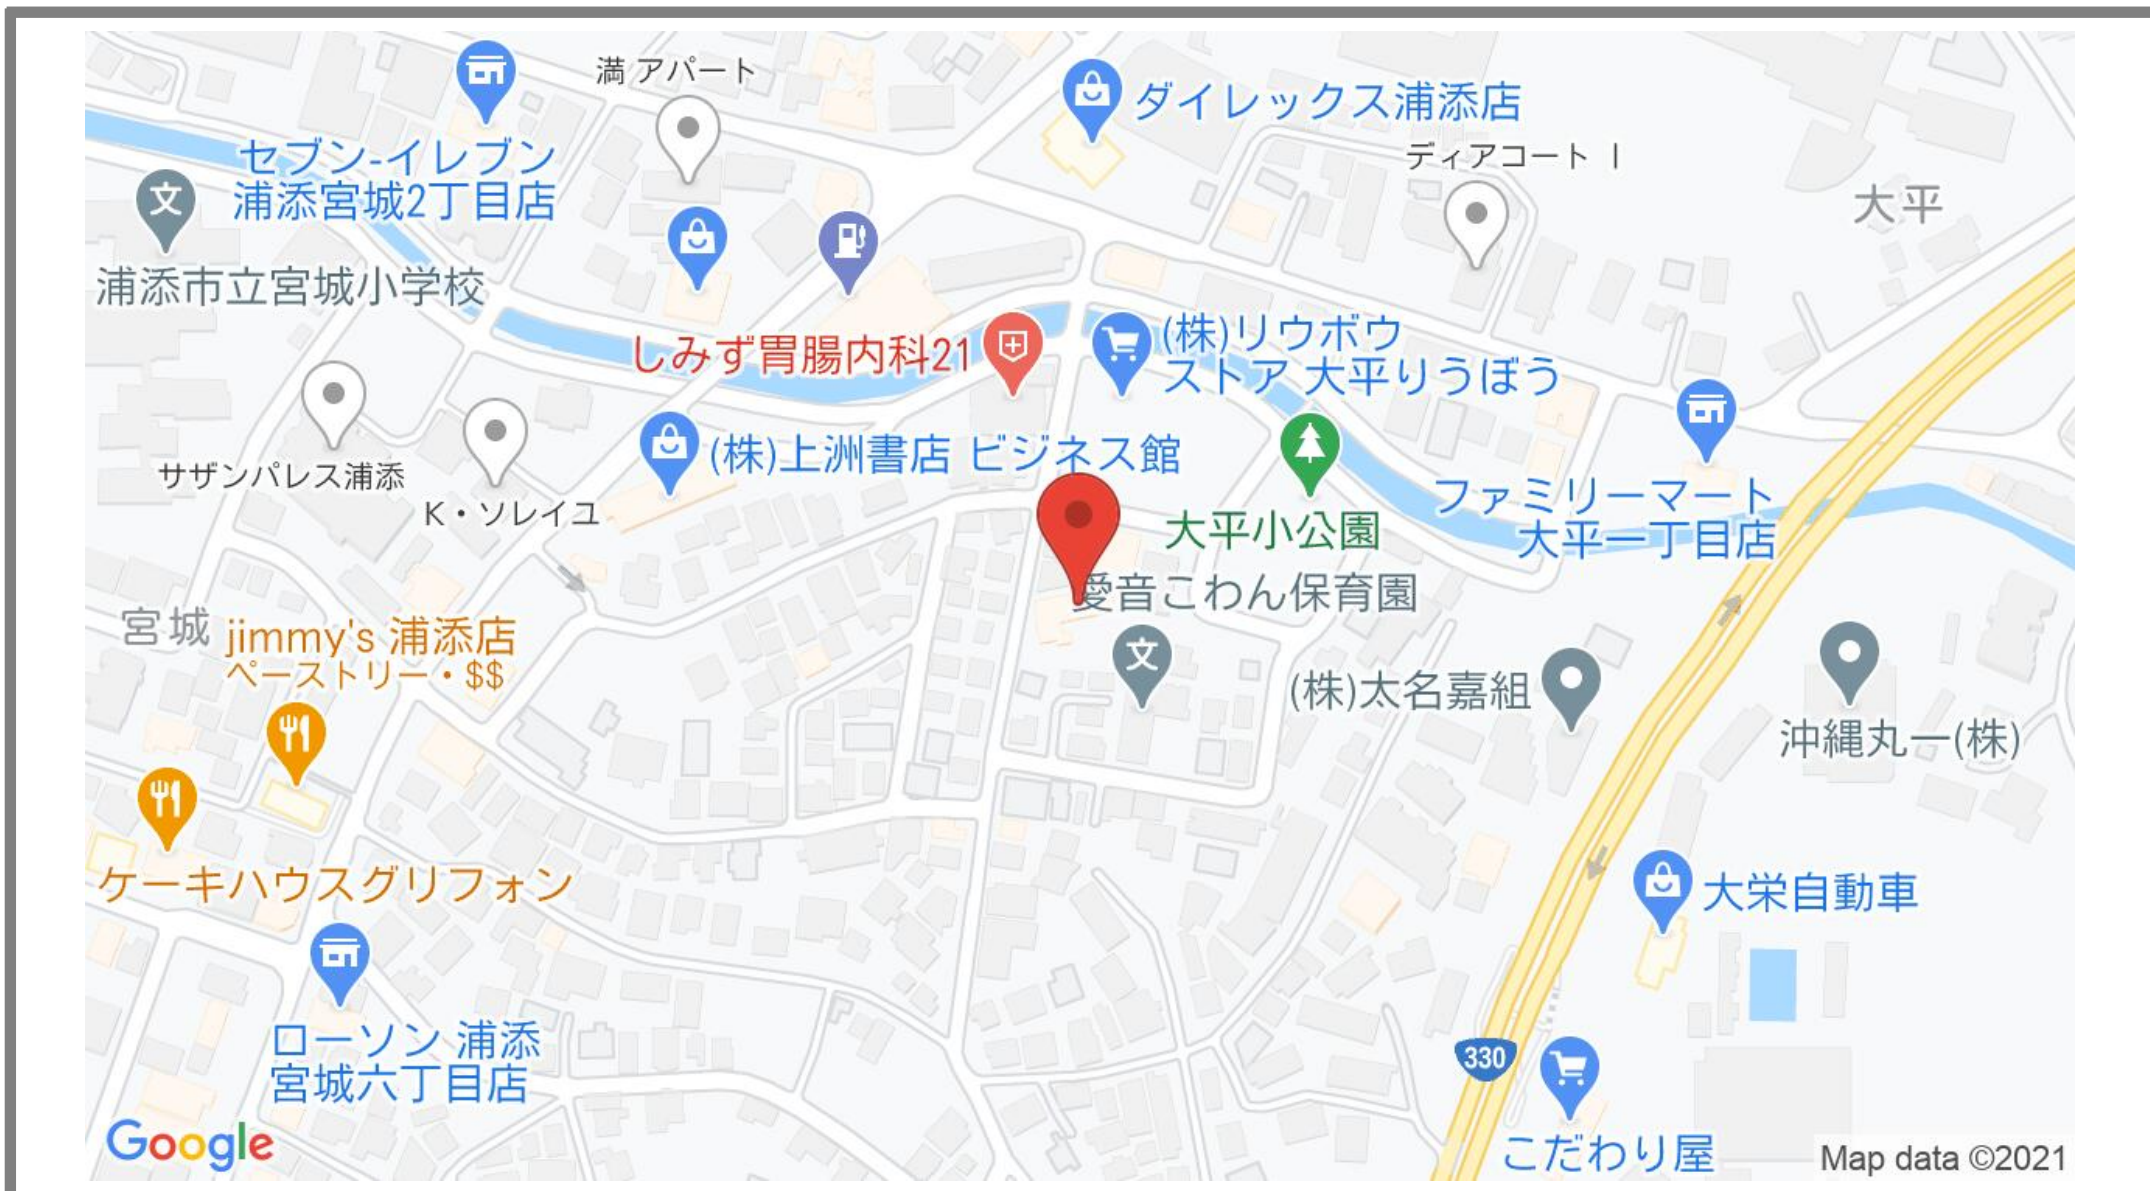 満 アパート
ダイレックス浦添店
セブン-イレブン
浦添宮城2丁目店
ディアコート Ⅰ
大平
文
浦添市立宮城小学校
しみず胃腸内科21
(株)リウボウ
ストア 大平りうぼう
(株)上洲書店 ビジネス館
サザンパレス浦添
K・ソレイユ
大平小公園
ファミリーマート
大平一丁目店
愛音こわん保育園
文
宮城
jimmy's 浦添店
ペーストリー・$$
(株)太名嘉組
沖縄丸一(株)
ケーキハウスグリフォン
大栄自動車
ローソン 浦添
宮城六丁目店
330
こだわり屋
Google
Map data ©2021